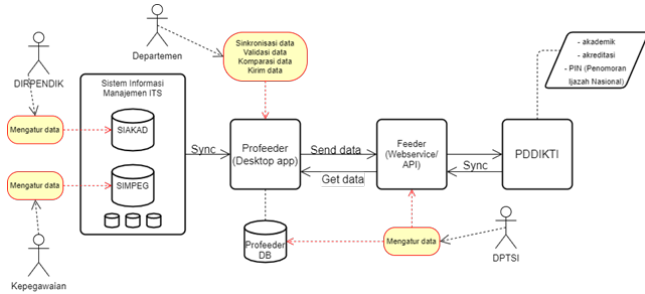 Departemen
Sinkronisasi data
Validasi data
Komparasi data
Kirim data
- akademik
- akreditasi
- PIN (Penomoran
Ijazah Nasional)
DIRPENDIK
Sistem Informasi
Manajemen ITS
Mengatur data
SIAKAD
Sync
Profeeder
(Desktop app)
Send data
Get data
Feeder
(Webservice/
API)
Sync
PDDIKTI
Mengatur data
SIMPEG
Profeeder
DB
Mengatur data
DPTSI
Kepegawaian